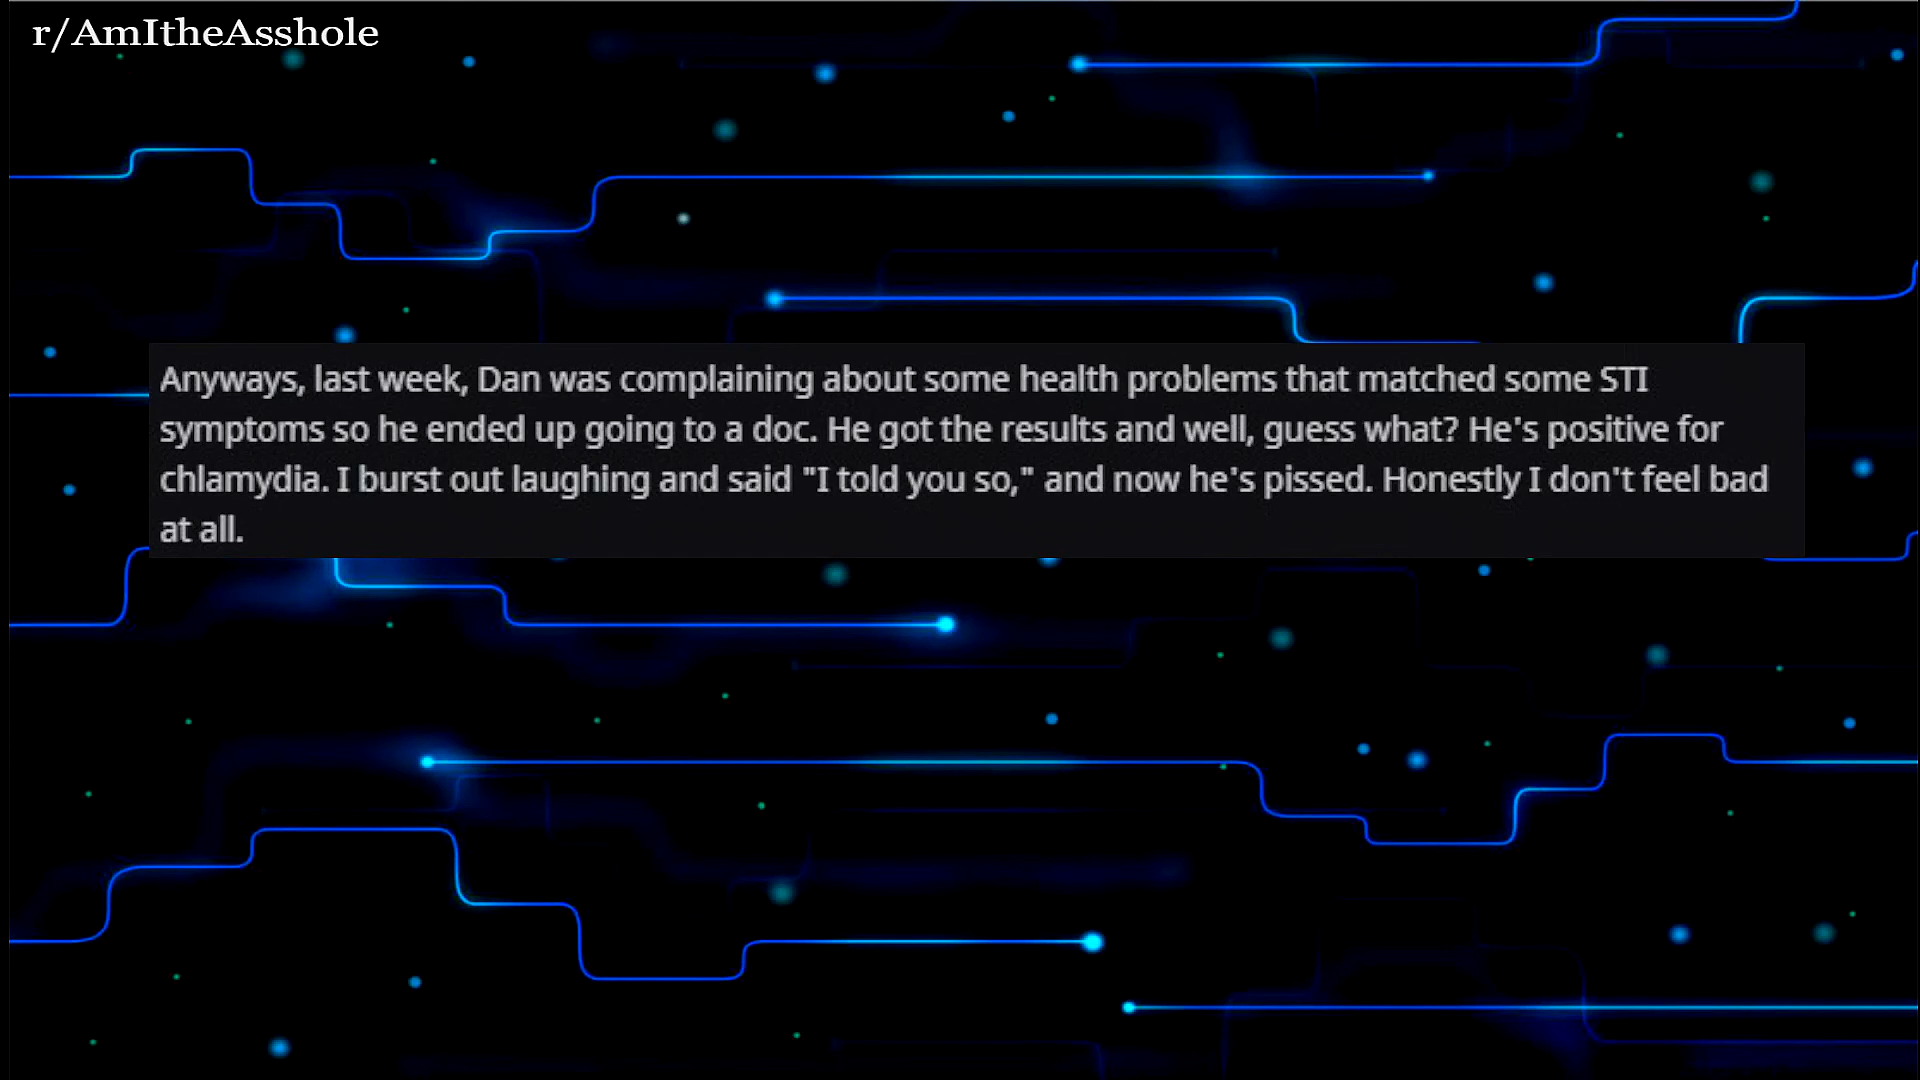 r/AmItheAsshole
Anyways, last week, Dan was complaining about some health problems that matched some STI
symptoms so he ended up going to a doc. He got the results and well, guess what? He's positive for
chlamydia. I burst out laughing and said "I told you so," and now he's pissed. Honestly I don't feel bad
at all.